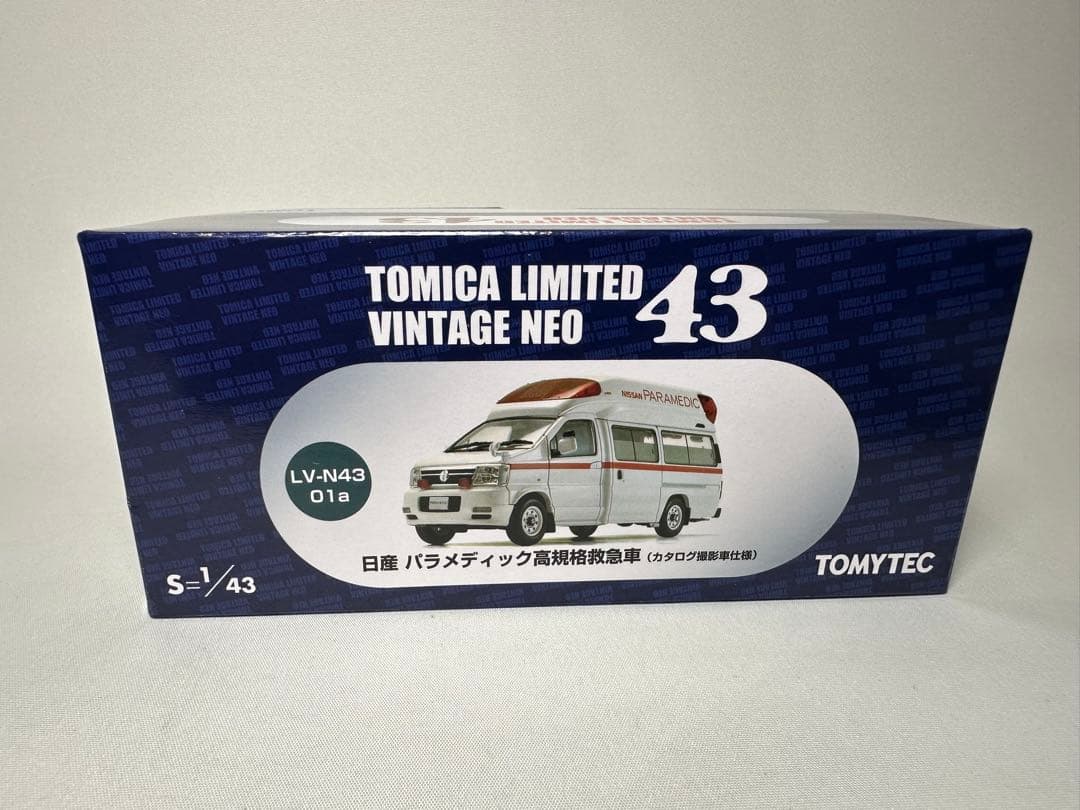 TOMICA LIMITED
VINTAGE NEO 43
NISSAN PARAMEDIC
LV-N43
01a
日産 パラメディック高規格救急車（カタログ撮影車仕様）
S=1/43
TOMYTEC